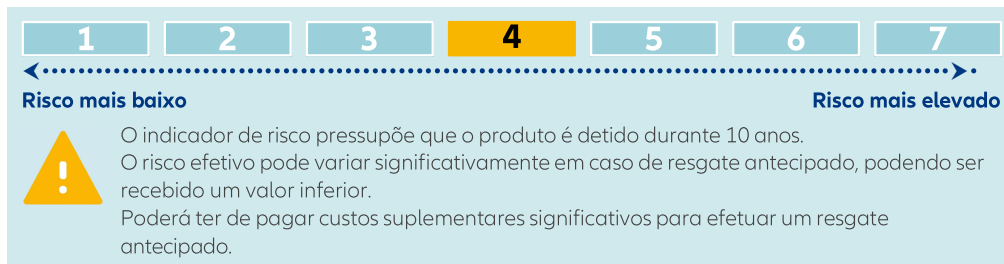 1 2 3 4 5 6 7
Risco mais baixo Risco mais elevado
O indicador de risco pressupõe que o produto é detido durante 10 anos.
O risco efetivo pode variar significativamente em caso de resgate antecipado, podendo ser
recebido um valor inferior.
Poderá ter de pagar custos suplementares significativos para efetuar um resgate
antecipado.